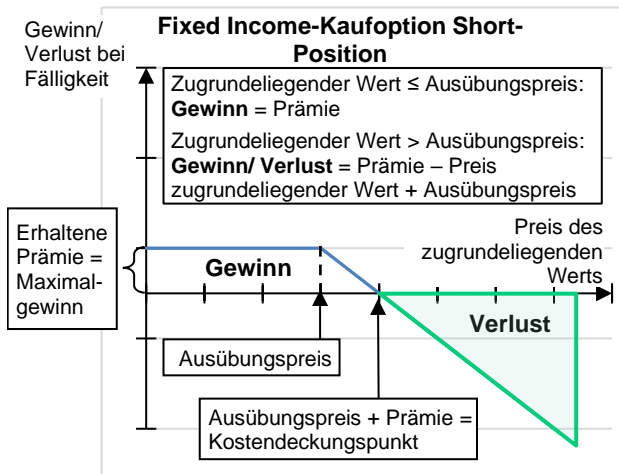 Gewinn/
Verlust bei
Fälligkeit
Fixed Income-Kaufoption Short-
Position
Zugrundeliegender Wert ≤ Ausübungspreis:
Gewinn = Prämie
Zugrundeliegender Wert > Ausübungspreis:
Gewinn/ Verlust = Prämie – Preis
zugrundeliegender Wert + Ausübungspreis
Erhaltene
Prämie =
Maximal-
gewinn
Gewinn
Preis des
zugrundeliegenden
Werts
Verlust
Ausübungspreis
Ausübungspreis + Prämie =
Kostendeckungspunkt